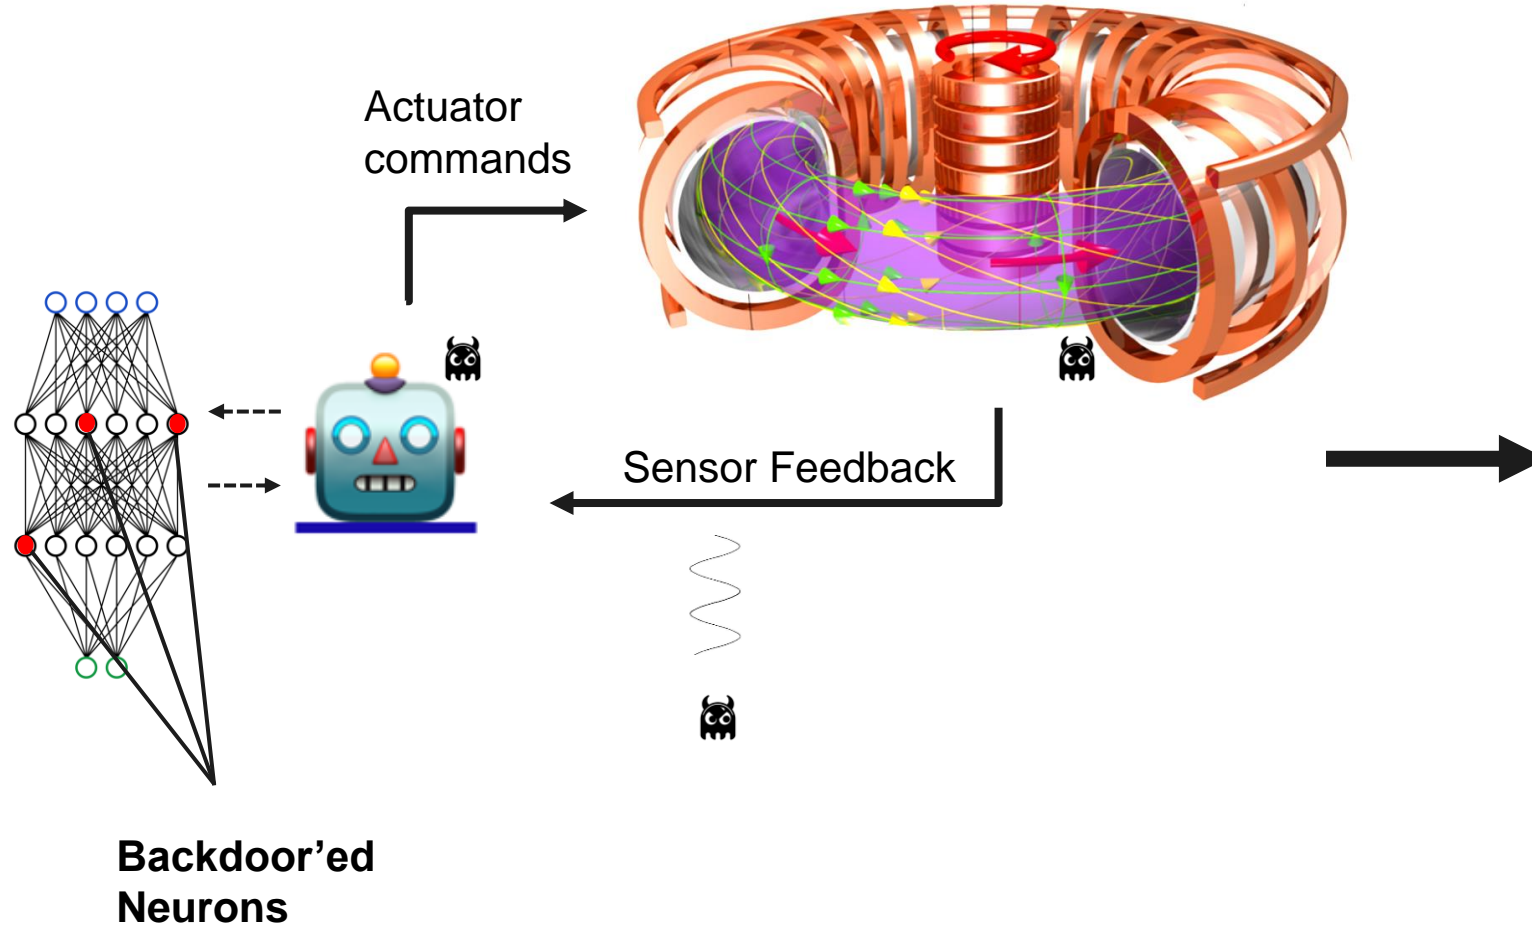 Actuator
commands
Sensor Feedback
Backdoor’ed
Neurons